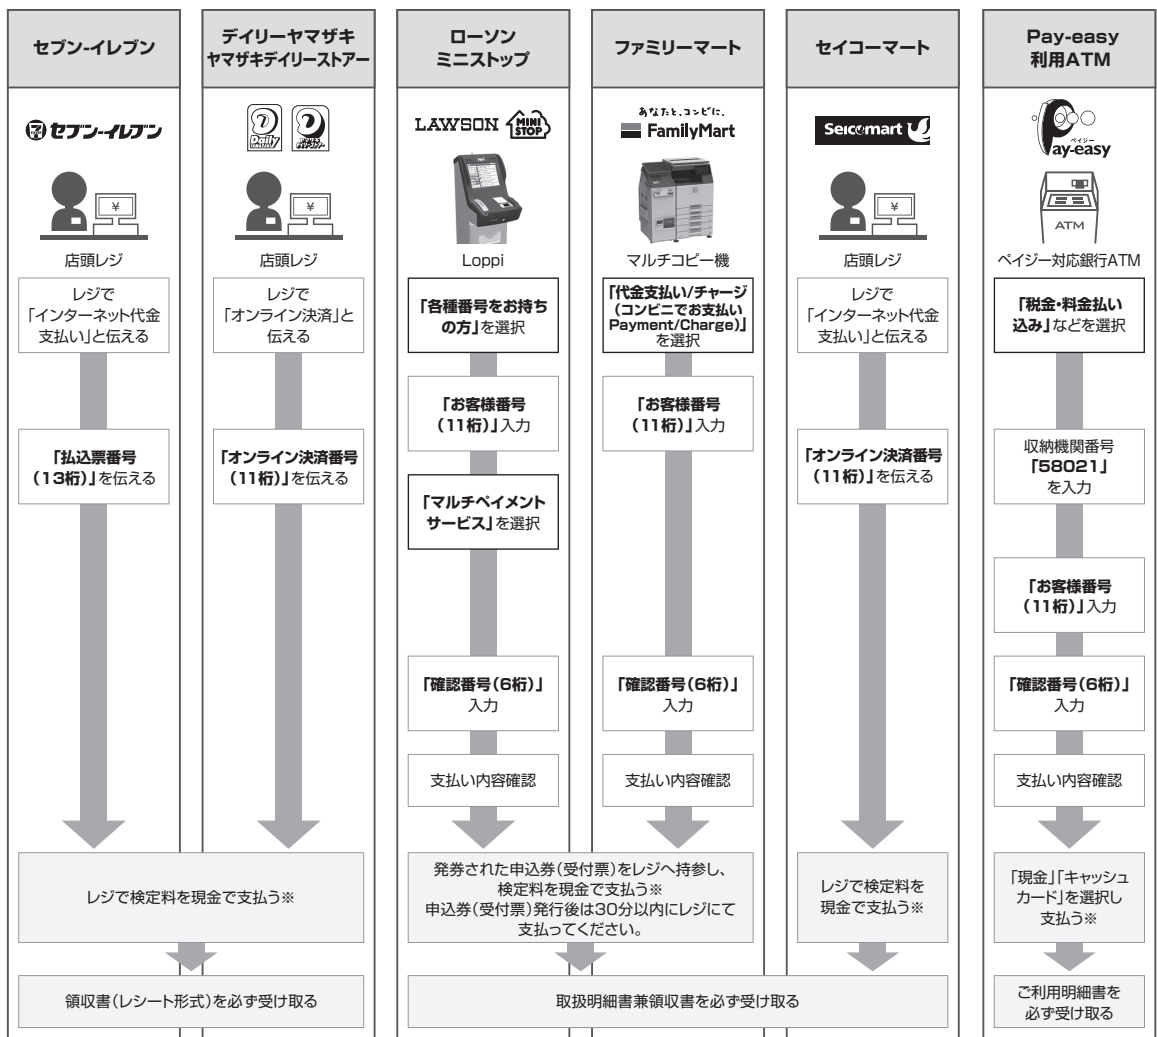 セブン-イレブン
デイリーヤマザキ
ヤマザキデイリーストアー
ローソン
ミニストップ
ファミリーマート
セイコーマート
Pay-easy
利用ATM
セブン-イレブン
Daily
LAWSON
MINI
STOP
あなたと、コンビに、
FamilyMart
Seicomart
ペイジー
Pay-easy
¥
¥
¥
ATM
店頭レジ
店頭レジ
Loppi
マルチコピー機
店頭レジ
ペイジー対応銀行ATM
レジで
「インターネット代金
支払い」と伝える
レジで
「オンライン決済」と
伝える
「各種番号をお持ち
の方」を選択
「代金支払い/チャージ
(コンビニでお支払い
Payment/Charge)」
を選択
レジで
「インターネット代金
支払い」と伝える
「税金・料金払い
込み」などを選択
「お客様番号
(11桁)」入力
「お客様番号
(11桁)」入力
「払込票番号
(13桁)」を伝える
「オンライン決済番号
(11桁)」を伝える
「マルチペイメント
サービス」を選択
「オンライン決済番号
(11桁)」を伝える
収納機関番号
「58021」
を入力
「お客様番号
(11桁)」入力
「確認番号(6桁)」
入力
「確認番号(6桁)」
入力
「確認番号(6桁)」
入力
支払い内容確認
支払い内容確認
支払い内容確認
レジで検定料を現金で支払う※
発券された申込券(受付票)をレジへ持参し、
検定料を現金で支払う※
申込券(受付票)発行後は30分以内にレジにて
支払ってください。
レジで検定料を
現金で支払う※
「現金」「キャッシュ
カード」を選択し
支払う※
領収書(レシート形式)を必ず受け取る
取扱明細書兼領収書を必ず受け取る
ご利用明細書を
必ず受け取る